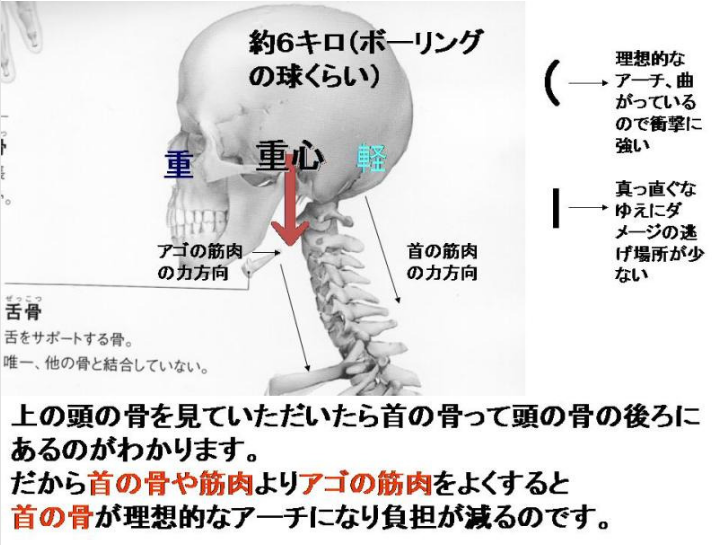 約6キロ(ボーリング
の球くらい)
重
重心
軽
アゴの筋肉
の力方向
首の筋肉
の力方向
理想的な
アーチ、曲
がっている
ので衝撃に
強い
真っ直ぐな
ゆえにダ
メージの逃
げ場所が少
ない
ぜっこつ
舌骨
舌をサポートする骨。
唯一、他の骨と結合していない。
上の頭の骨を見ていただいたら首の骨って頭の骨の後ろに
あるのがわかります。
だから首の骨や筋肉よりアゴの筋肉をよくすると
首の骨が理想的なアーチになり負担が減るのです。